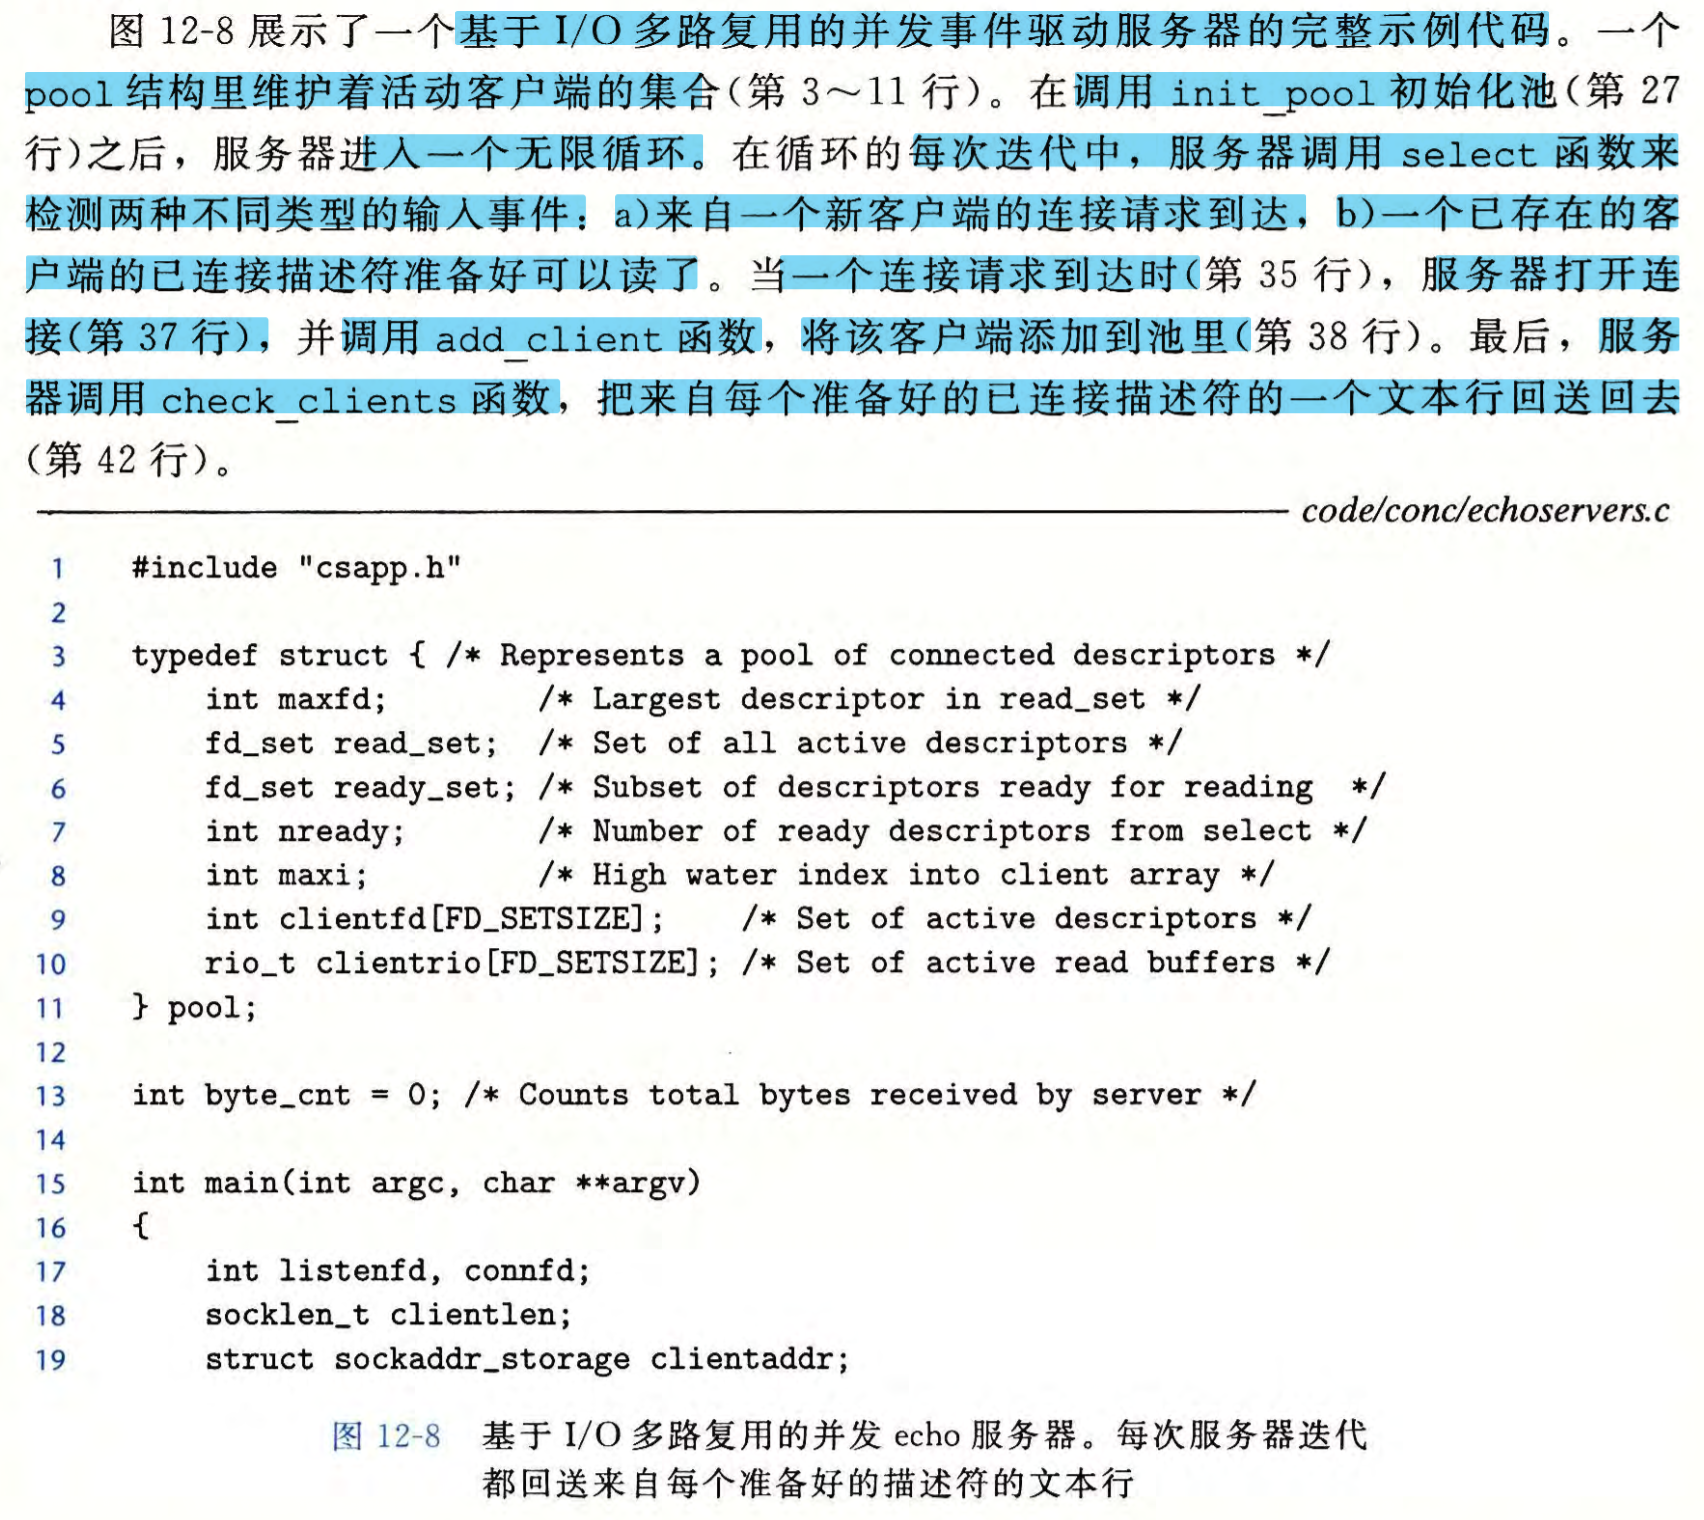 图 12-8 展示了一个基于 I/O 多路复用的并发事件驱动服务器的完整示例代码。一个
pool 结构里维护着活动客户端的集合(第 3～11 行)。在调用 init_pool 初始化池(第 27
行)之后，服务器进入一个无限循环。在循环的每次迭代中，服务器调用 select 函数来
检测两种不同类型的输入事件：a)来自一个新客户端的连接请求到达，b)一个已存在的客
户端的已连接描述符准备好可以读了。当一个连接请求到达时(第 35 行)，服务器打开连
接(第 37 行)，并调用 add_client 函数，将该客户端添加到池里(第 38 行)。最后，服务
器调用 check_clients 函数，把来自每个准备好的已连接描述符的一个文本行回送回去
(第 42 行)。
code/conc/echoservers.c
1 #include "csapp.h"
2
3 typedef struct { /* Represents a pool of connected descriptors */
4 int maxfd; /* Largest descriptor in read_set */
5 fd_set read_set; /* Set of all active descriptors */
6 fd_set ready_set; /* Subset of descriptors ready for reading */
7 int nready; /* Number of ready descriptors from select */
8 int maxi; /* High water index into client array */
9 int clientfd[FD_SETSIZE]; /* Set of active descriptors */
10 rio_t clientrio[FD_SETSIZE]; /* Set of active read buffers */
11 } pool;
12
13 int byte_cnt = 0; /* Counts total bytes received by server */
14
15 int main(int argc, char **argv)
16 {
17 int listenfd, connfd;
18 socklen_t clientlen;
19 struct sockaddr_storage clientaddr;
图 12-8 基于 I/O 多路复用的并发 echo 服务器。每次服务器迭代
都回送来自每个准备好的描述符的文本行